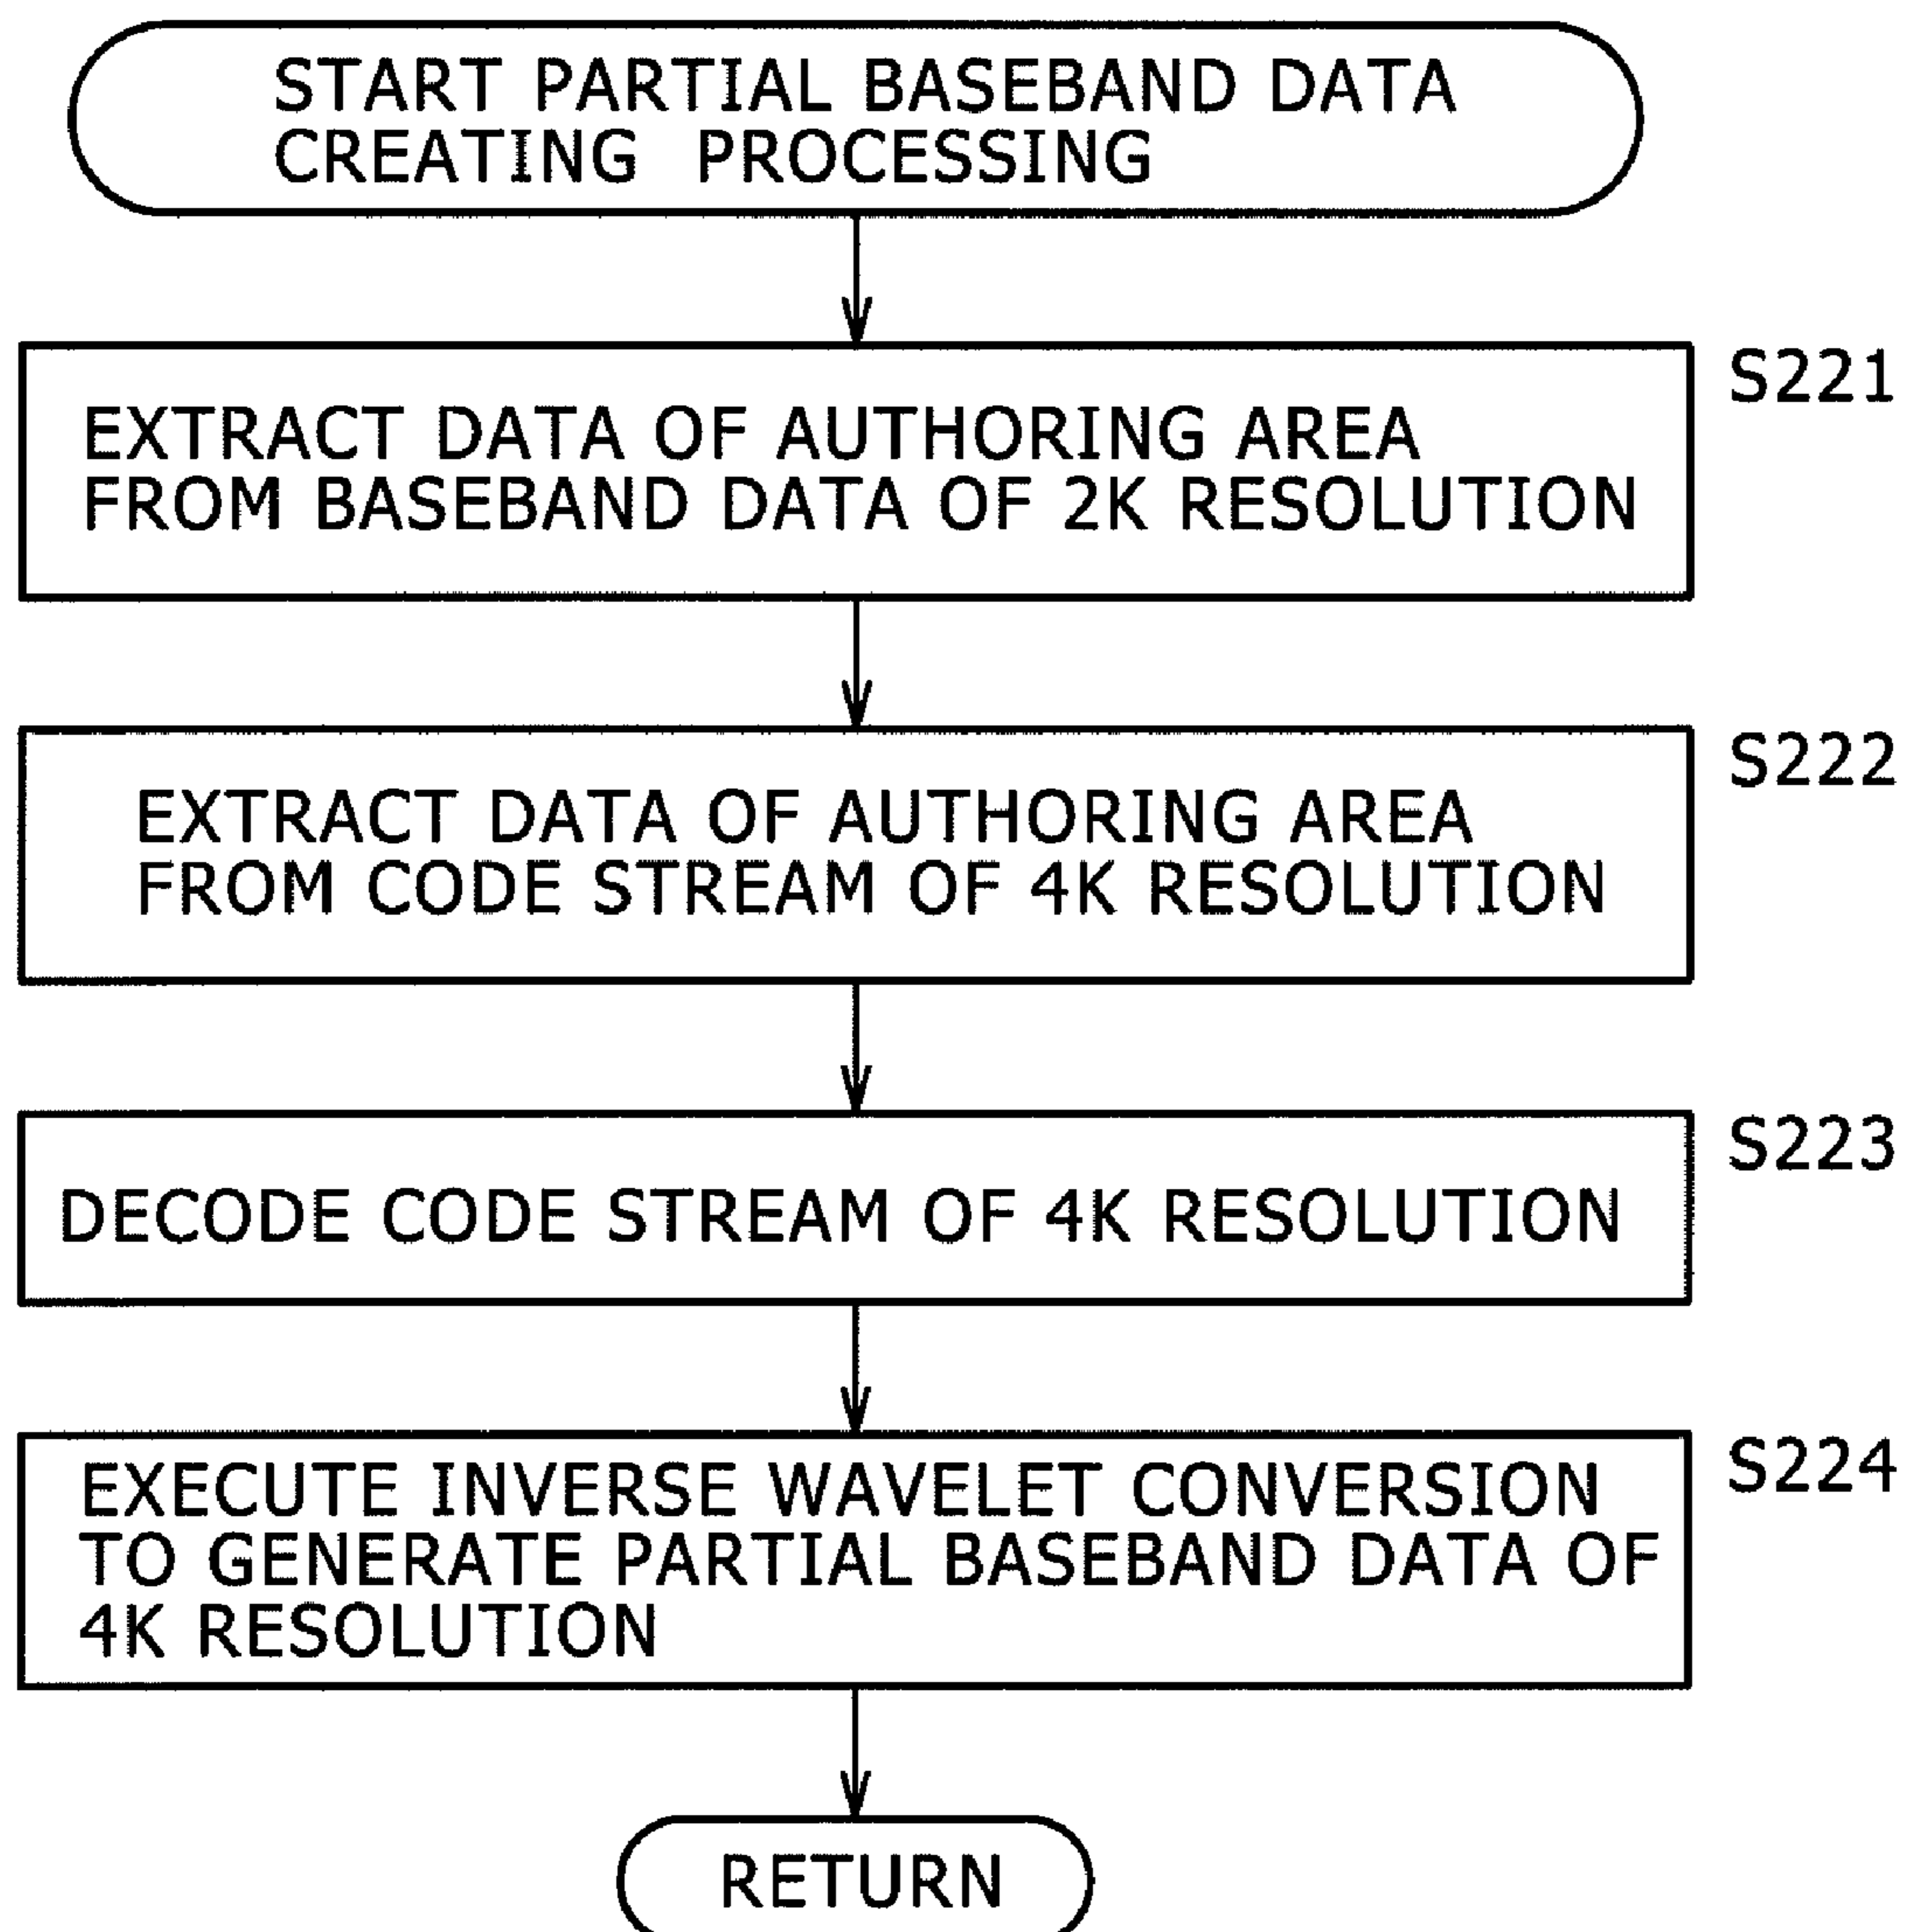 START PARTIAL BASEBAND DATA
CREATING PROCESSING
S221
EXTRACT DATA OF AUTHORING AREA
FROM BASEBAND DATA OF 2K RESOLUTION
S222
EXTRACT DATA OF AUTHORING AREA
FROM CODE STREAM OF 4K RESOLUTION
S223
DECODE CODE STREAM OF 4K RESOLUTION
S224
EXECUTE INVERSE WAVELET CONVERSION
TO GENERATE PARTIAL BASEBAND DATA OF
4K RESOLUTION
RETURN